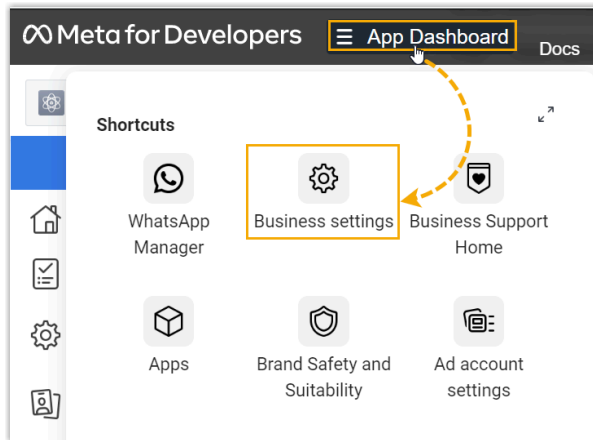 Meta for Developers
App Dashboard
Docs
Shortcuts
WhatsApp
Manager
Business settings
Business Support
Home
Apps
Brand Safety and
Suitability
Ad account
settings